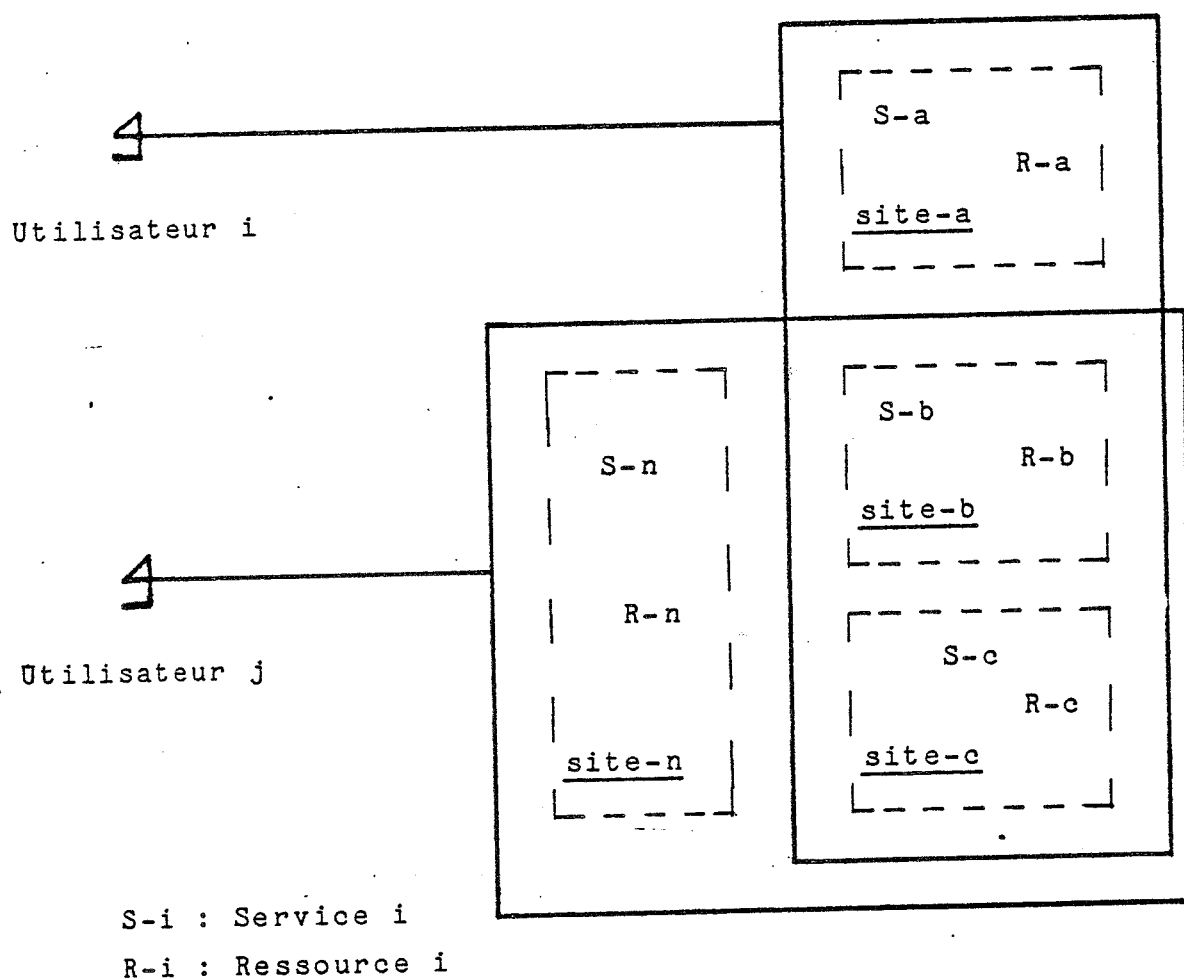 S-a
R-a
site-a
Utilisateur i
S-b
R-b
site-b
S-n
R-n
site-n
S-c
R-c
site-c
Utilisateur j
S-i : Service i
R-i : Ressource i